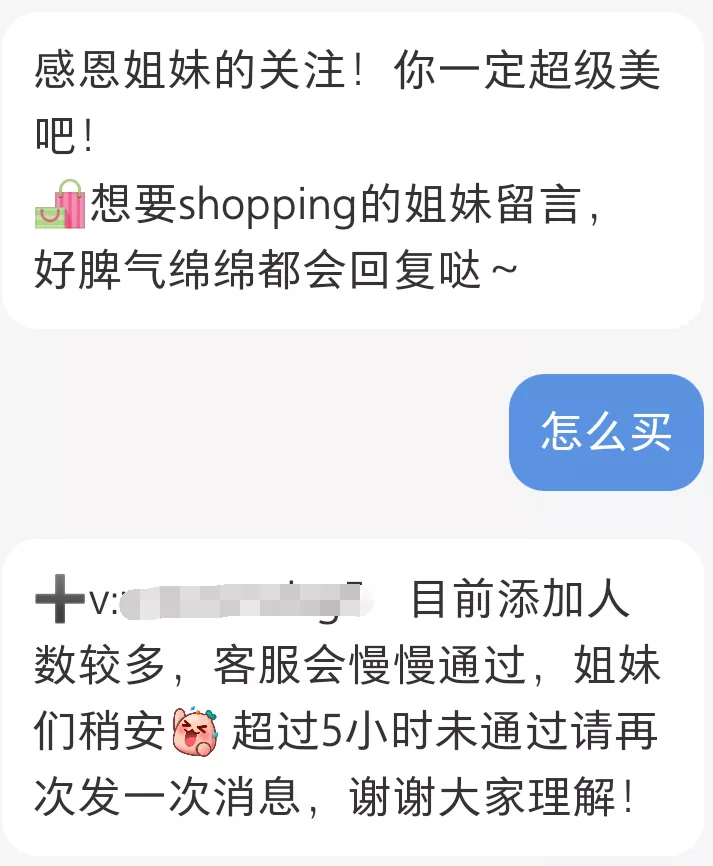 感恩姐妹的关注！你一定超级美
吧！
想要shopping的姐妹留言，
好脾气绵绵都会回复哒～
怎么买
➕v: 目前添加人
数较多，客服会慢慢通过，姐妹
们稍安 超过5小时未通过请再
次发一次消息，谢谢大家理解！